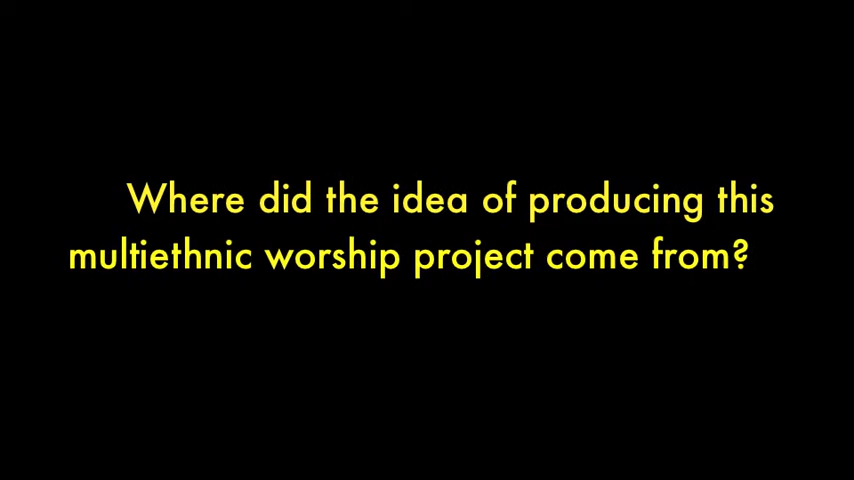 Where did the idea of producing this
multiethnic worship project come from?